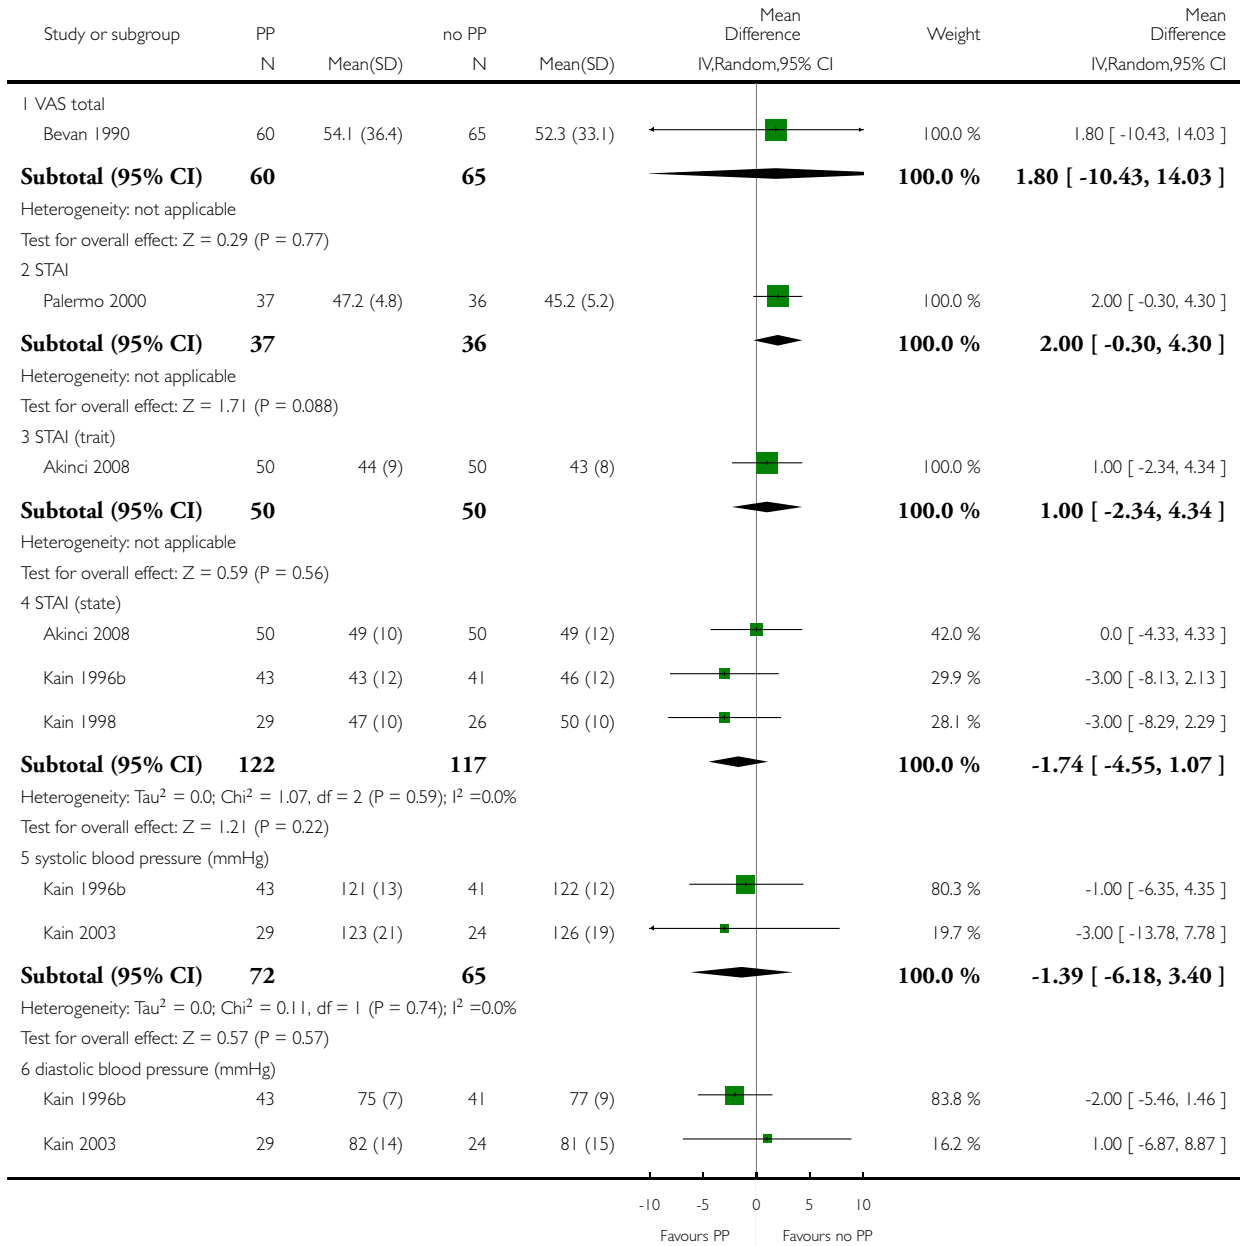 Study or subgroup PP no PP Mean Difference Weight Mean Difference
N Mean(SD) N Mean(SD) IV,Random,95% CI IV,Random,95% CI
1 VAS total
Bevan 1990 60 54.1 (36.4) 65 52.3 (33.1) 100.0 % 1.80 [ -10.43, 14.03 ]
Subtotal (95% CI) 60 65 100.0 % 1.80 [ -10.43, 14.03 ]
Heterogeneity: not applicable
Test for overall effect: Z = 0.29 (P = 0.77)
2 STAI
Palermo 2000 37 47.2 (4.8) 36 45.2 (5.2) 100.0 % 2.00 [ -0.30, 4.30 ]
Subtotal (95% CI) 37 36 100.0 % 2.00 [ -0.30, 4.30 ]
Heterogeneity: not applicable
Test for overall effect: Z = 1.71 (P = 0.088)
3 STAI (trait)
Akinci 2008 50 44 (9) 50 43 (8) 100.0 % 1.00 [ -2.34, 4.34 ]
Subtotal (95% CI) 50 50 100.0 % 1.00 [ -2.34, 4.34 ]
Heterogeneity: not applicable
Test for overall effect: Z = 0.59 (P = 0.56)
4 STAI (state)
Akinci 2008 50 49 (10) 50 49 (12) 42.0 % 0.0 [ -4.33, 4.33 ]
Kain 1996b 43 43 (12) 41 46 (12) 29.9 % -3.00 [ -8.13, 2.13 ]
Kain 1998 29 47 (10) 26 50 (10) 28.1 % -3.00 [ -8.29, 2.29 ]
Subtotal (95% CI) 122 117 100.0 % -1.74 [ -4.55, 1.07 ]
Heterogeneity: Tau² = 0.0; Chi² = 1.07, df = 2 (P = 0.59); I² =0.0%
Test for overall effect: Z = 1.21 (P = 0.22)
5 systolic blood pressure (mmHg)
Kain 1996b 43 121 (13) 41 122 (12) 80.3 % -1.00 [ -6.35, 4.35 ]
Kain 2003 29 123 (21) 24 126 (19) 19.7 % -3.00 [ -13.78, 7.78 ]
Subtotal (95% CI) 72 65 100.0 % -1.39 [ -6.18, 3.40 ]
Heterogeneity: Tau² = 0.0; Chi² = 0.11, df = 1 (P = 0.74); I² =0.0%
Test for overall effect: Z = 0.57 (P = 0.57)
6 diastolic blood pressure (mmHg)
Kain 1996b 43 75 (7) 41 77 (9) 83.8 % -2.00 [ -5.46, 1.46 ]
Kain 2003 29 82 (14) 24 81 (15) 16.2 % 1.00 [ -6.87, 8.87 ]
-10 -5 0 5 10
Favours PP Favours no PP